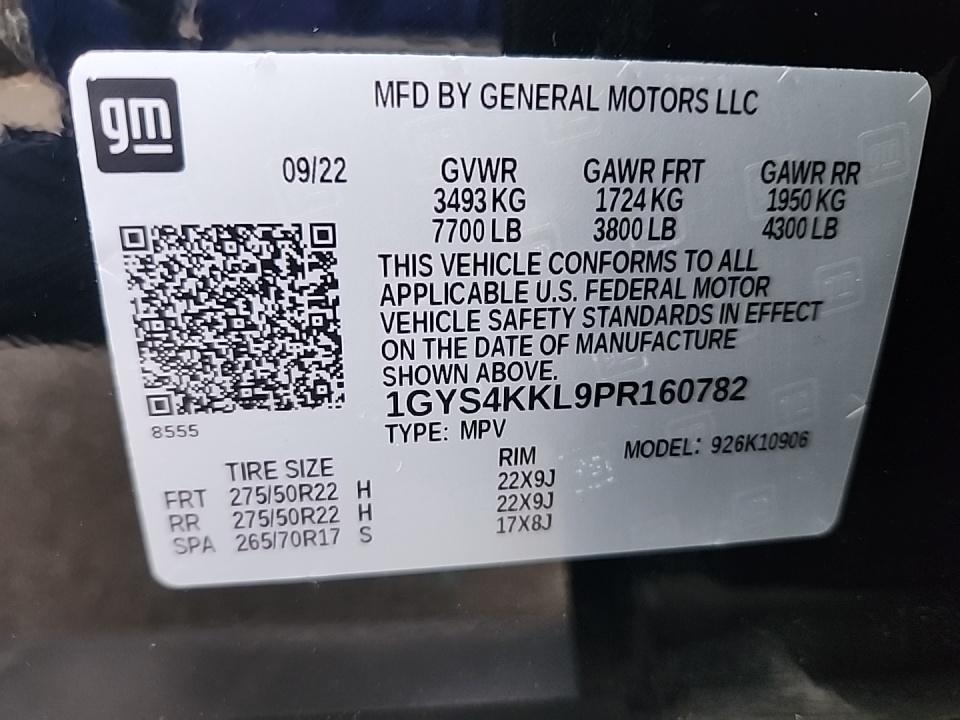 gm
MFD BY GENERAL MOTORS LLC
09/22 GVWR GAWR FRT GAWR RR
3493 KG 1724 KG 1950 KG
7700 LB 3800 LB 4300 LB
THIS VEHICLE CONFORMS TO ALL
APPLICABLE U.S. FEDERAL MOTOR
VEHICLE SAFETY STANDARDS IN EFFECT
ON THE DATE OF MANUFACTURE
SHOWN ABOVE.
1GYS4KKL9PR160782
8555
TYPE: MPV MODEL: 926K10906
TIRE SIZE RIM
FRT 275/50R22 H 22X9J
RR 275/50R22 H 22X9J
SPA 265/70R17 S 17X8J